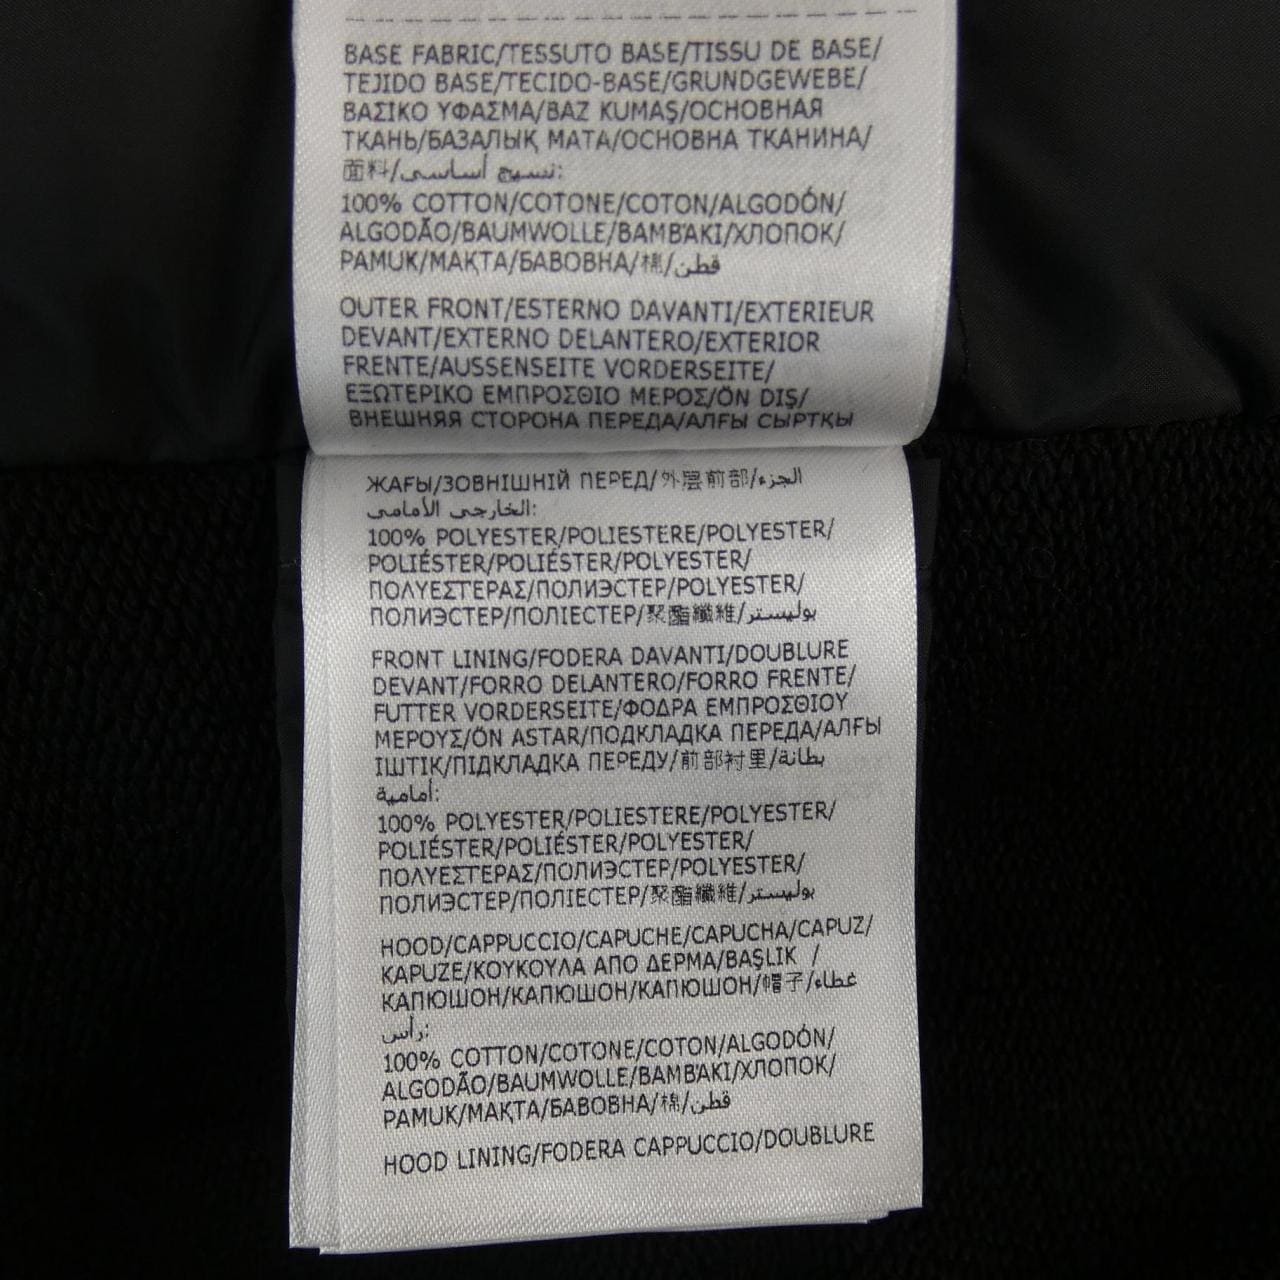 BASE FABRIC/TESSUTO BASE/TISSU DE BASE/
TEJIDO BASE/TECIDO-BASE/GRUNDGEWEBE/
ΒΑΣΙΚΟ ΥΦΑΣΜΑ/BAZ KUMAŞ/ОСНОВНАЯ
ТКАНЬ/БАЗАЛЫҚ МАТА/ОСНОВНА ТКАНИНА/
面料/نسيج أساسى:
100% COTTON/COTONE/COTON/ALGODÓN/
ALGODÃO/BAUMWOLLE/ΒΑΜΒΆΚΙ/ХЛОПОК/
PAMUK/МАҚТА/БАВОВНА/棉/قطن
OUTER FRONT/ESTERNO DAVANTI/EXTERIEUR
DEVANT/EXTERNO DELANTERO/EXTERIOR
FRENTE/AUSSENSEITE VORDERSEITE/
ΕΞΩΤΕΡΙΚΟ ΕΜΠΡΟΣΘΙΟ ΜΕΡΟΣ/ÖN DIŞ/
ВНЕШНЯЯ СТОРОНА ПЕРЕДА/АЛҒЫ СЫРТҚЫ
ЖАҒЫ/ЗОВНІШНІЙ ПЕРЕД/外层前部/الجزء
الخارجى الأمامى:
100% POLYESTER/POLIESTERE/POLYESTER/
POLIÉSTER/POLIÉSTER/POLYESTER/
ΠΟΛΥΕΣΤΕΡΑΣ/ПОЛИЭСТЕР/POLYESTER/
ПОЛИЭСТЕР/ПОЛІЕСТЕР/聚酯纖維/بوليستر
FRONT LINING/FODERA DAVANTI/DOUBLURE
DEVANT/FORRO DELANTERO/FORRO FRENTE/
FUTTER VORDERSEITE/ΦΟΔΡΑ ΕΜΠΡΟΣΘΙΟΥ
ΜΕΡΟΥΣ/ÖN ASTAR/ПОДКЛАДКА ПЕРЕДА/АЛҒЫ
ІШТІК/ПІДКЛАДКА ПЕРЕДУ/前部衬里/بطانة
أمامية:
100% POLYESTER/POLIESTERE/POLYESTER/
POLIÉSTER/POLIÉSTER/POLYESTER/
ΠΟΛΥΕΣΤΕΡΑΣ/ПОЛИЭСТЕР/POLYESTER/
ПОЛИЭСТЕР/ПОЛІЕСТЕР/聚酯纖維/بوليستر
HOOD/CAPPUCCIO/CAPUCHE/CAPUCHA/CAPUZ/
KAPUZE/ΚΟΥΚΟΥΛΑ ΑΠΟ ΔΕΡΜΑ/BAŞLIK /
КАПЮШОН/КАПЮШОН/КАПЮШОН/帽子/غطاء
رأس:
100% COTTON/COTONE/COTON/ALGODÓN/
ALGODÃO/BAUMWOLLE/ΒΑΜΒΆΚΙ/ХЛОПОК/
PAMUK/МАҚТА/БАВОВНА/棉/قطن
HOOD LINING/FODERA CAPPUCCIO/DOUBLURE